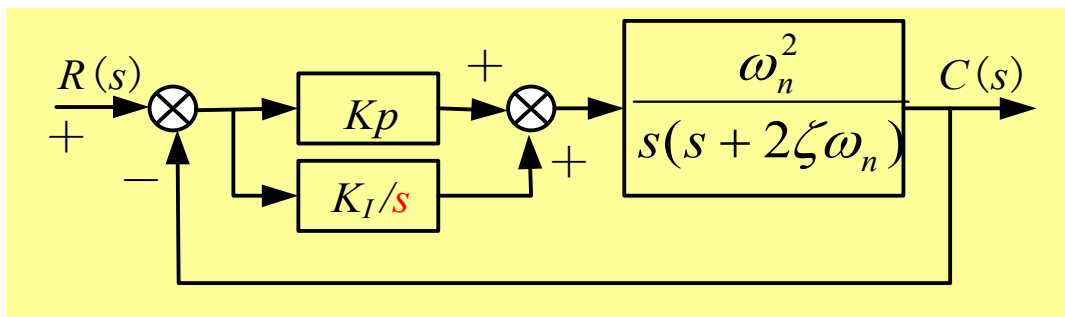 R(s)
+
−
Kp
K_I/s
+
+
ω_n^2
s(s + 2ζω_n)
C(s)